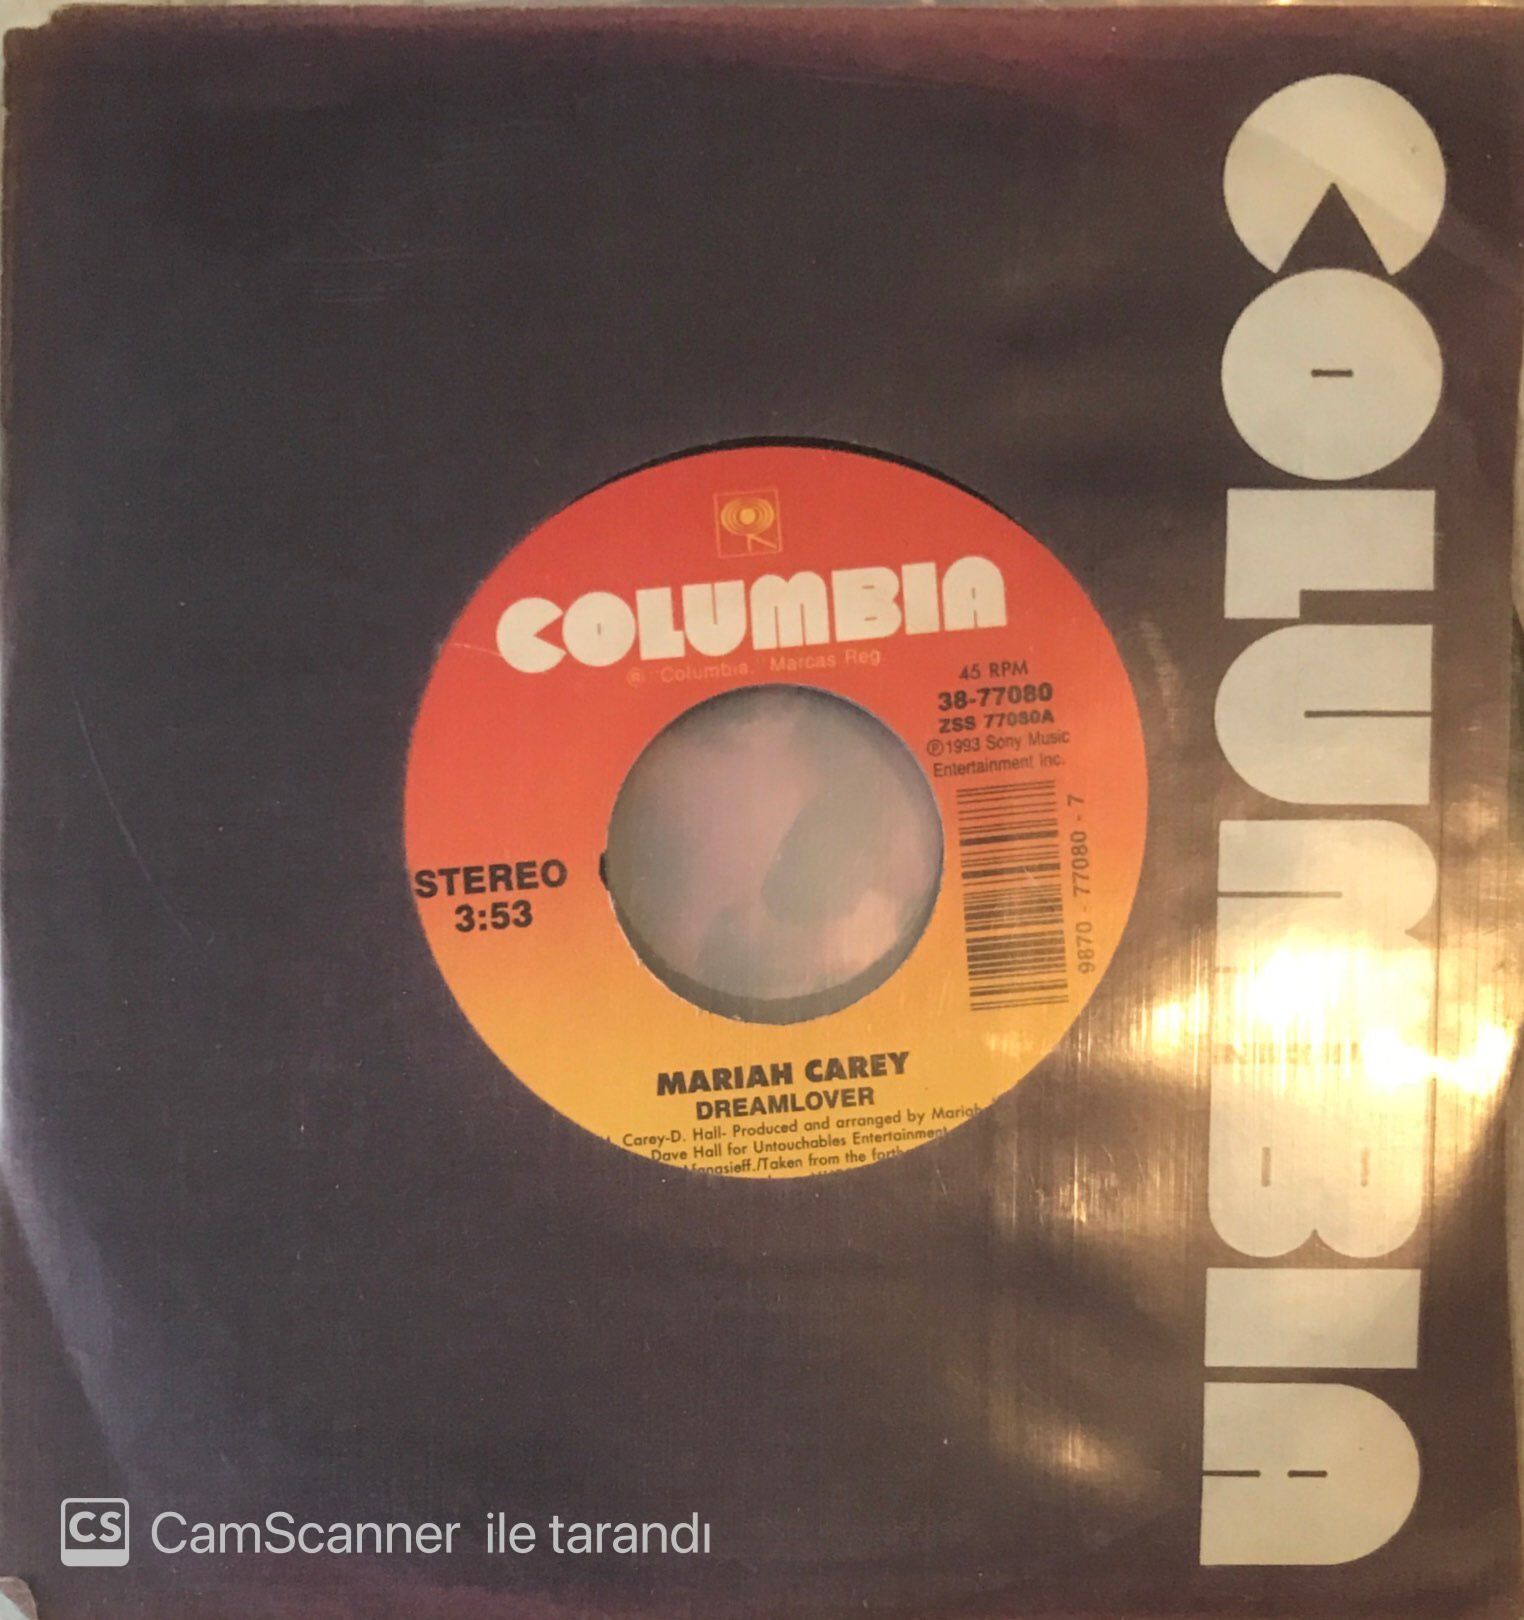 COLUMBIA
COLUMBIA
® "Columbia." Marcas Reg.
45 RPM
38-77080
ZSS 77080A
℗1993 Sony Music
Entertainment Inc.
9870 - 77080 - 7
STEREO
3:53
MARIAH CAREY
DREAMLOVER
Carey-D. Hall- Produced and arranged by Mariah
Dave Hall for Untouchables Entertainment
/Taken from the
CS CamScanner ile tarandı